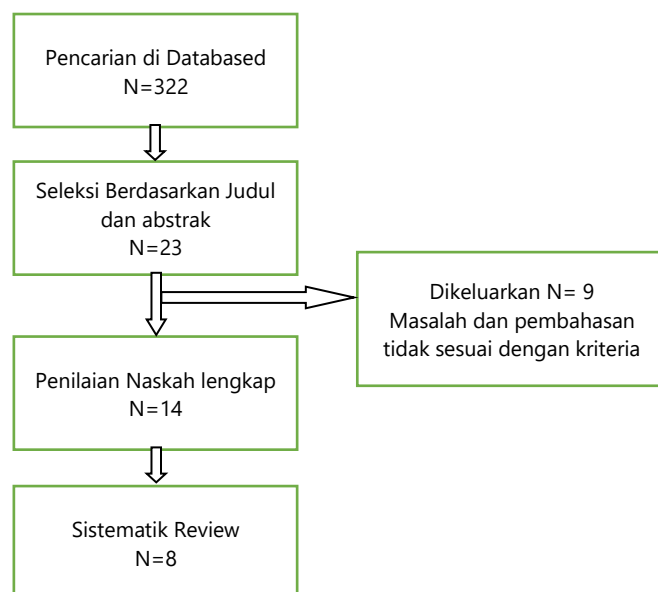 Pencarian di Databased
N=322
Seleksi Berdasarkan Judul
dan abstrak
N=23
Dikeluarkan N= 9
Masalah dan pembahasan
tidak sesuai dengan kriteria
Penilaian Naskah lengkap
N=14
Sistematik Review
N=8